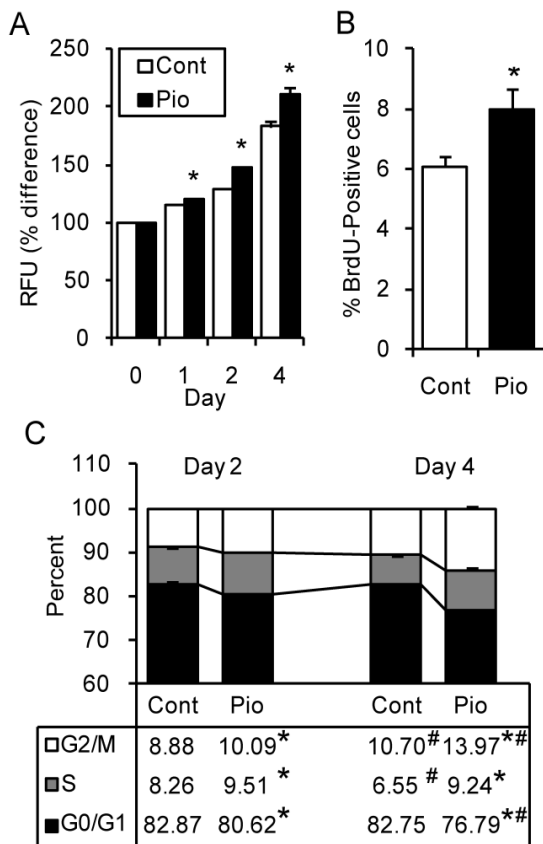 A
250
200
150
100
50
0
RFU (% difference)
Cont
Pio
*
*
*
0 1 2 4
Day
B
10
8
6
4
2
0
% BrdU-Positive cells
*
Cont Pio
C
110
100
90
80
70
60
Percent
Day 2 Day 4
Cont Pio Cont Pio
G2/M 8.88 10.09* 10.70# 13.97*#
S 8.26 9.51* 6.55# 9.24*
G0/G1 82.87 80.62* 82.75 76.79*#